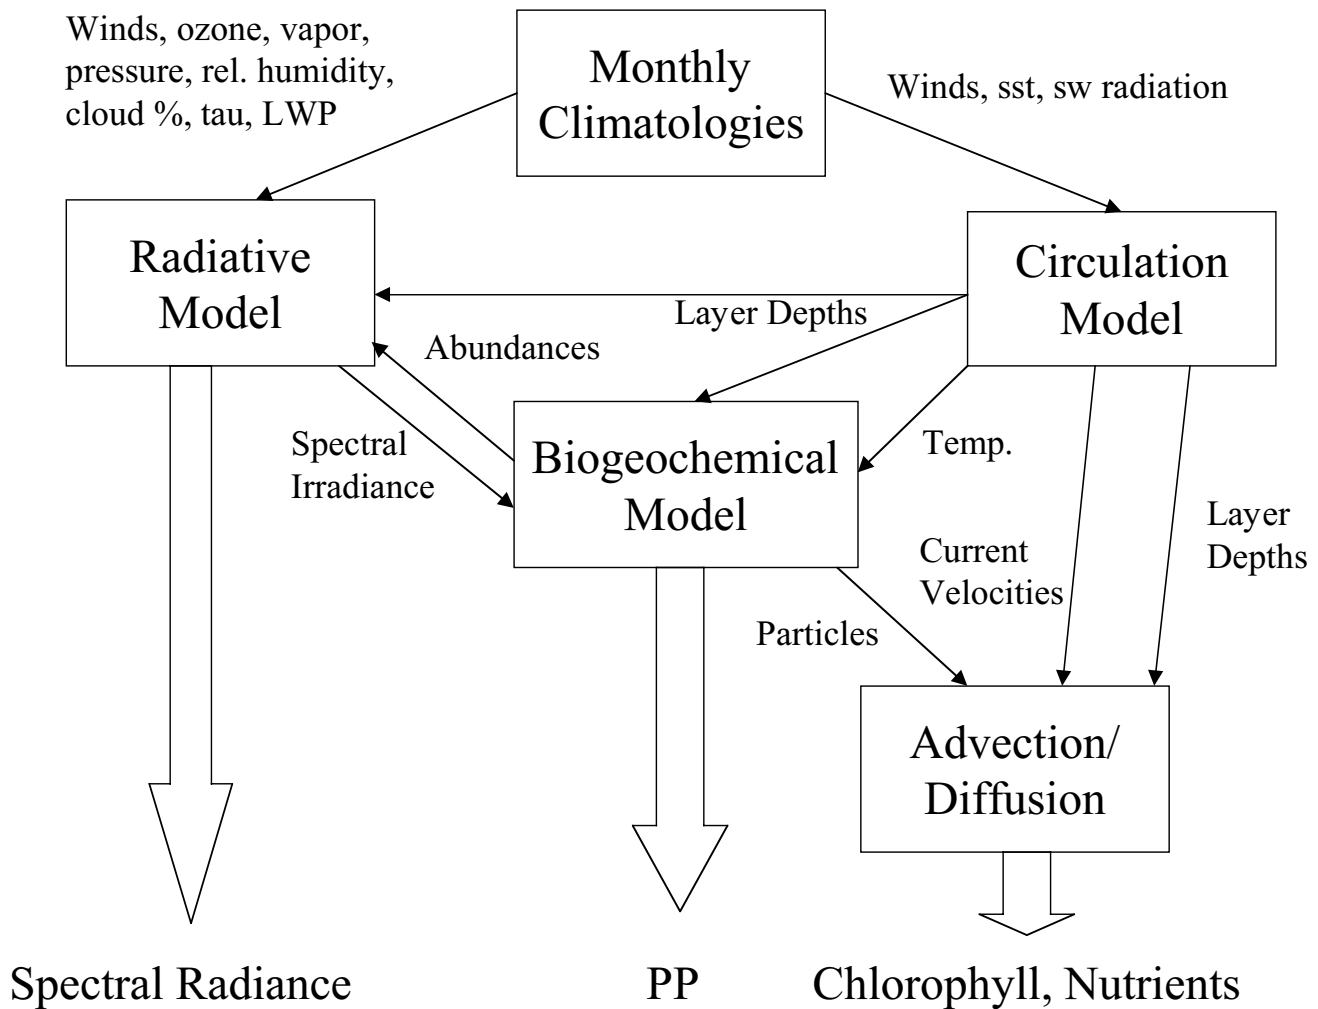 Winds, ozone, vapor,
pressure, rel. humidity,
cloud %, tau, LWP
Monthly
Climatologies
Winds, sst, sw radiation
Radiative
Model
Circulation
Model
Layer Depths
Abundances
Spectral
Irradiance
Biogeochemical
Model
Temp.
Current
Velocities
Layer
Depths
Particles
Advection/
Diffusion
Spectral Radiance
PP
Chlorophyll, Nutrients